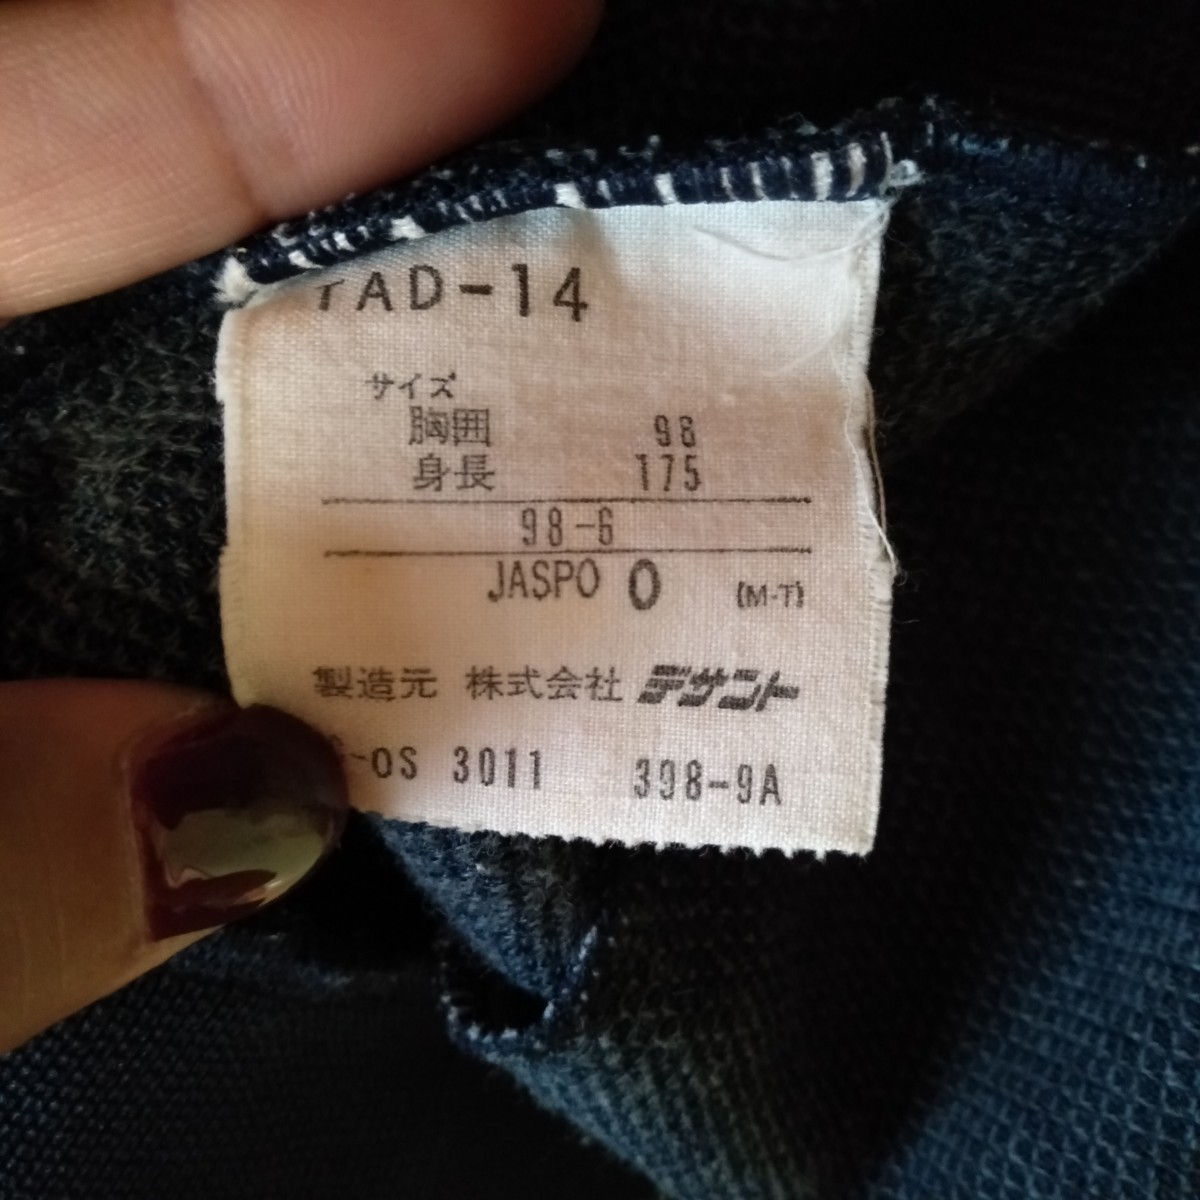 AD-14
サイズ
胸囲 98
身長 175
98-6
JASPO O (M-T)
製造元 株式会社 デサント
-OS 3011 398-9A